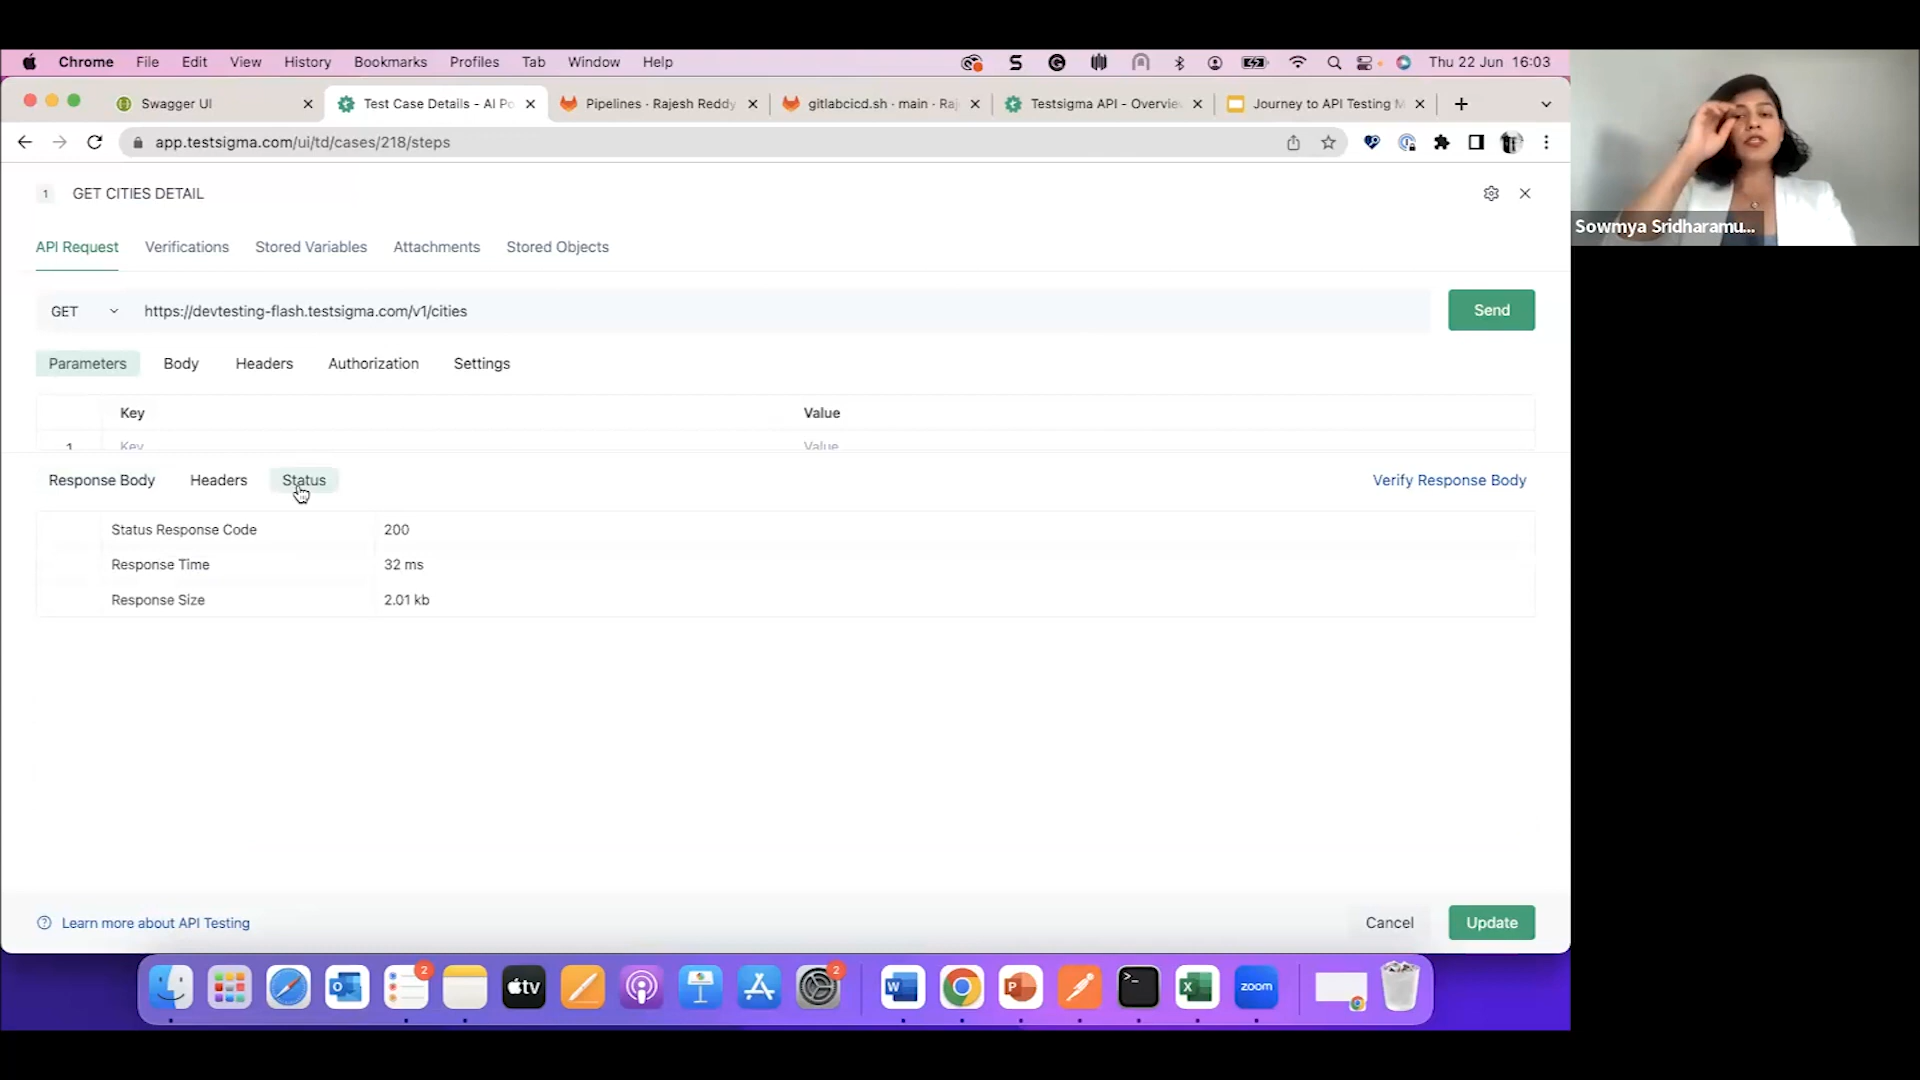 Chrome File Edit View History Bookmarks Profiles Tab Window Help Thu 22 Jun 16:03
Swagger UI Test Case Details - AI Po Pipelines · Rajesh Reddy gitlabcicd.sh · main · Raj Testsigma API - Overvie Journey to API Testing M
app.testsigma.com/ui/td/cases/218/steps
1 GET CITIES DETAIL
API Request Verifications Stored Variables Attachments Stored Objects
GET https://devtesting-flash.testsigma.com/v1/cities Send
Parameters Body Headers Authorization Settings
Key Value
1 Key Value
Response Body Headers Status Verify Response Body
Status Response Code 200
Response Time 32 ms
Response Size 2.01 kb
Learn more about API Testing Cancel Update
2 tv 2 W P >_ X zoom
Sowmya Sridharamu...